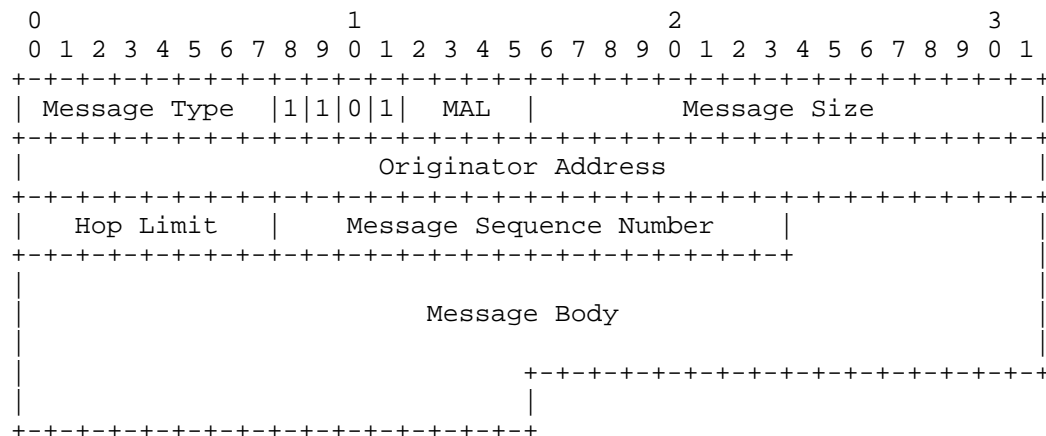 0                   1                   2                   3
 0 1 2 3 4 5 6 7 8 9 0 1 2 3 4 5 6 7 8 9 0 1 2 3 4 5 6 7 8 9 0 1
+-+-+-+-+-+-+-+-+-+-+-+-+-+-+-+-+-+-+-+-+-+-+-+-+-+-+-+-+-+-+-+-+
| Message Type  |1|1|0|1|  MAL  |         Message Size          |
+-+-+-+-+-+-+-+-+-+-+-+-+-+-+-+-+-+-+-+-+-+-+-+-+-+-+-+-+-+-+-+-+
|                      Originator Address                       |
+-+-+-+-+-+-+-+-+-+-+-+-+-+-+-+-+-+-+-+-+-+-+-+-+-+-+-+-+-+-+-+-+
|   Hop Limit   |    Message Sequence Number    |               |
+-+-+-+-+-+-+-+-+-+-+-+-+-+-+-+-+-+-+-+-+-+-+-+-+               |
|                                                               |
|                         Message Body                          |
|                                                               |
|                               +-+-+-+-+-+-+-+-+-+-+-+-+-+-+-+-+
|                               |
+-+-+-+-+-+-+-+-+-+-+-+-+-+-+-+-+